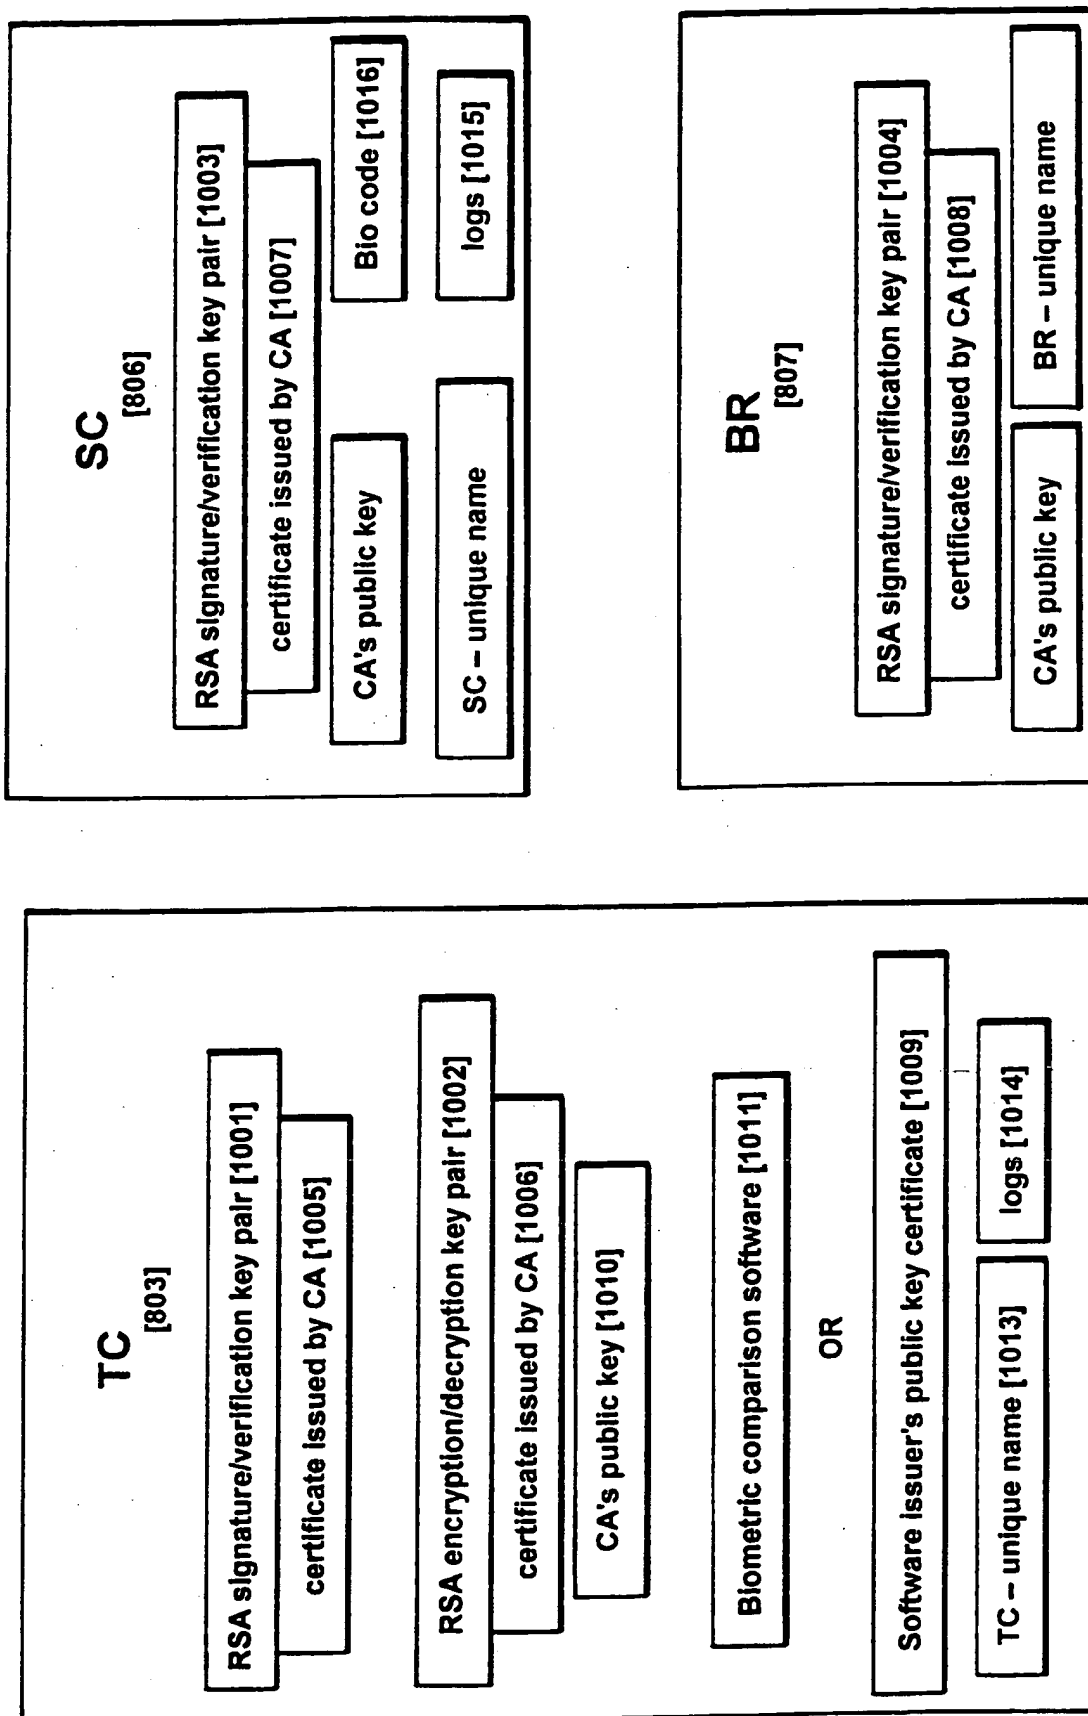 TC
[803]
RSA signature/verification key pair [1001]
certificate issued by CA [1005]
RSA encryption/decryption key pair [1002]
certificate issued by CA [1006]
CA's public key [1010]
Biometric comparison software [1011]
OR
Software issuer's public key certificate [1009]
TC – unique name [1013]
logs [1014]
SC
[806]
RSA signature/verification key pair [1003]
certificate issued by CA [1007]
CA's public key
Bio code [1016]
SC – unique name
logs [1015]
BR
[807]
RSA signature/verification key pair [1004]
certificate issued by CA [1008]
CA's public key
BR – unique name